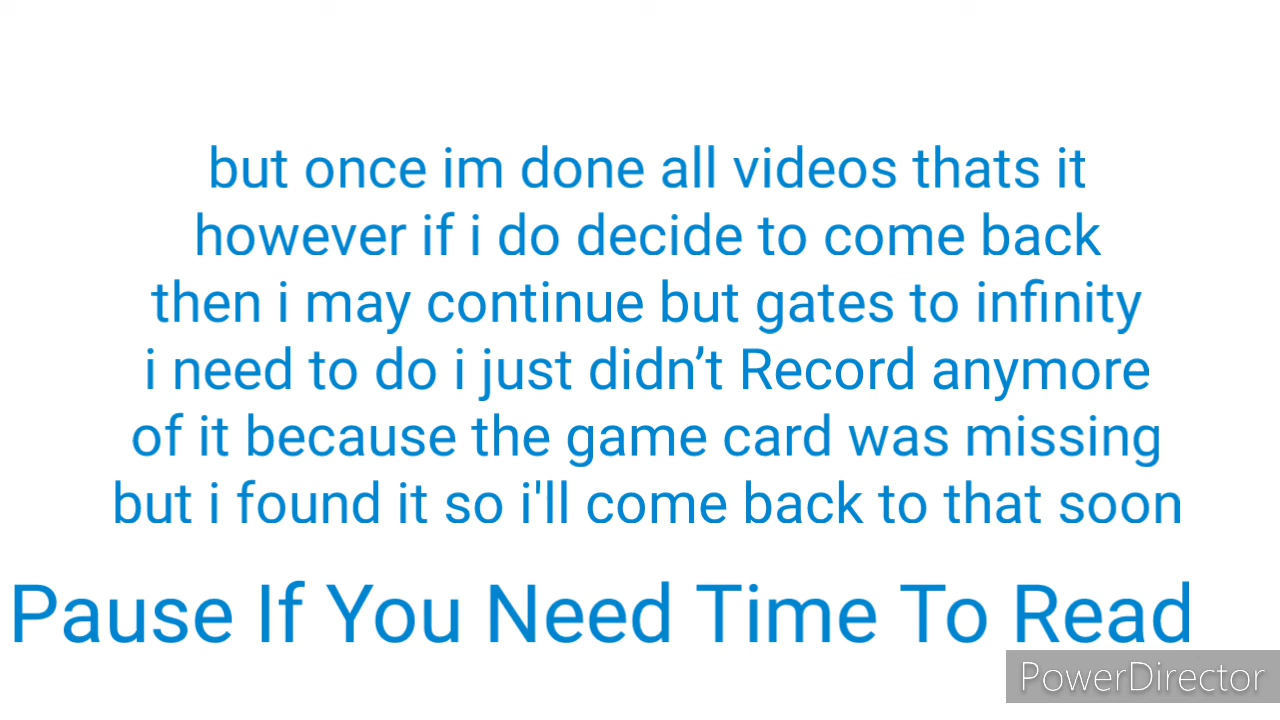 but once im done all videos thats it
however if i do decide to come back
then i may continue but gates to infinity
i need to do i just didn’t Record anymore
of it because the game card was missing
but i found it so i'll come back to that soon
Pause If You Need Time To Read
PowerDirector